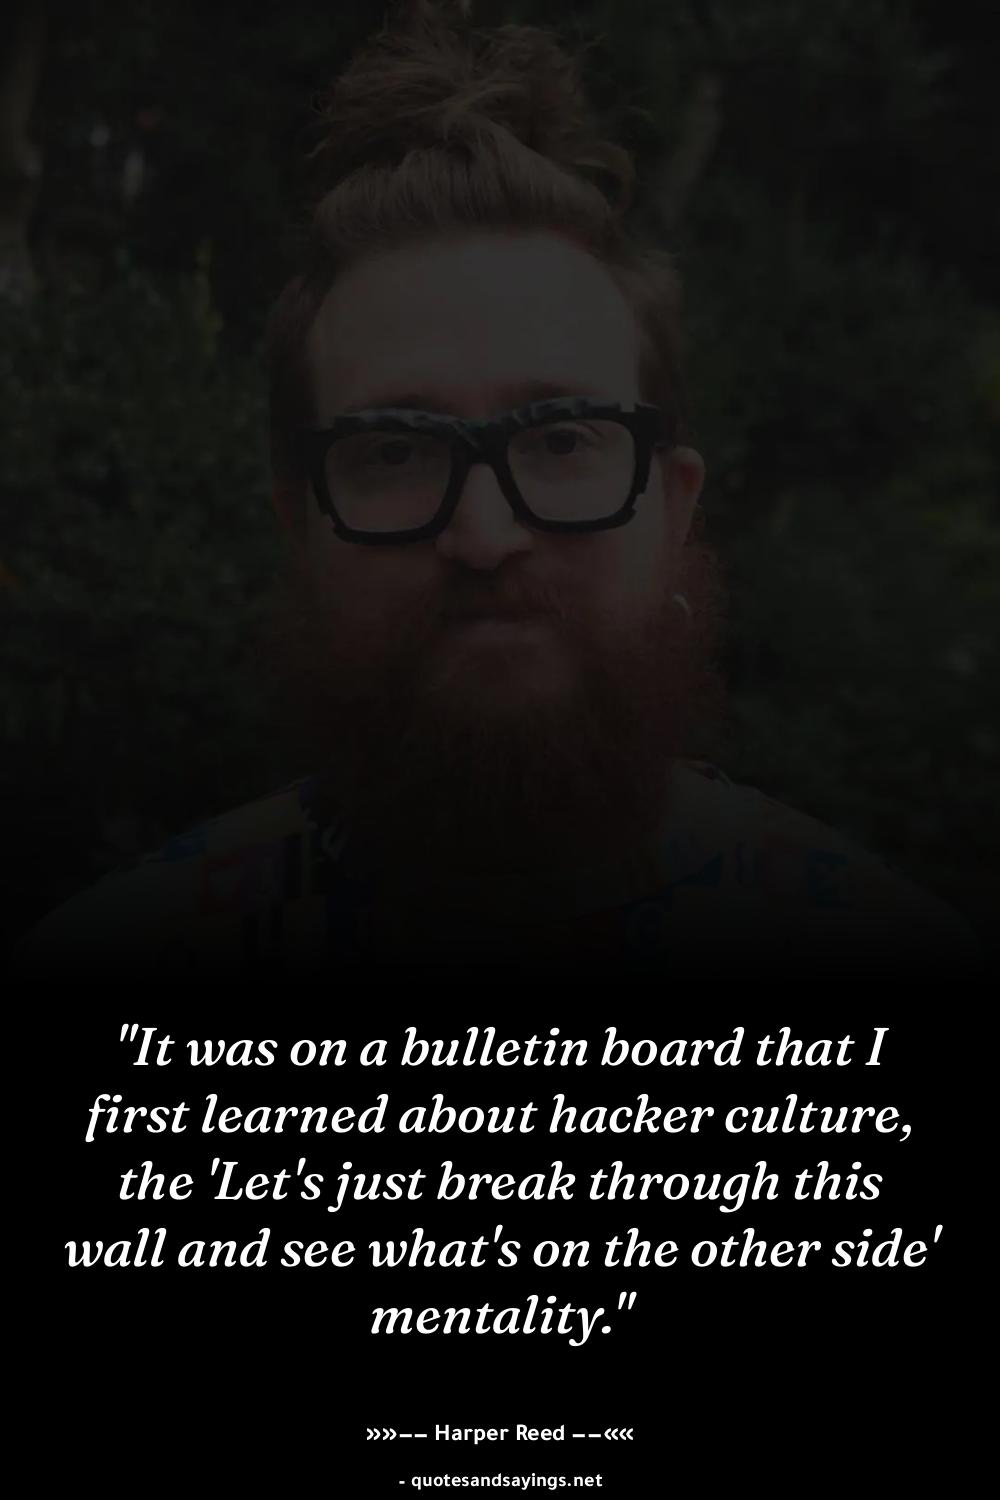 "It was on a bulletin board that I
first learned about hacker culture,
the 'Let's just break through this
wall and see what's on the other side'
mentality."
»»—— Harper Reed ——««
- quotesandsayings.net